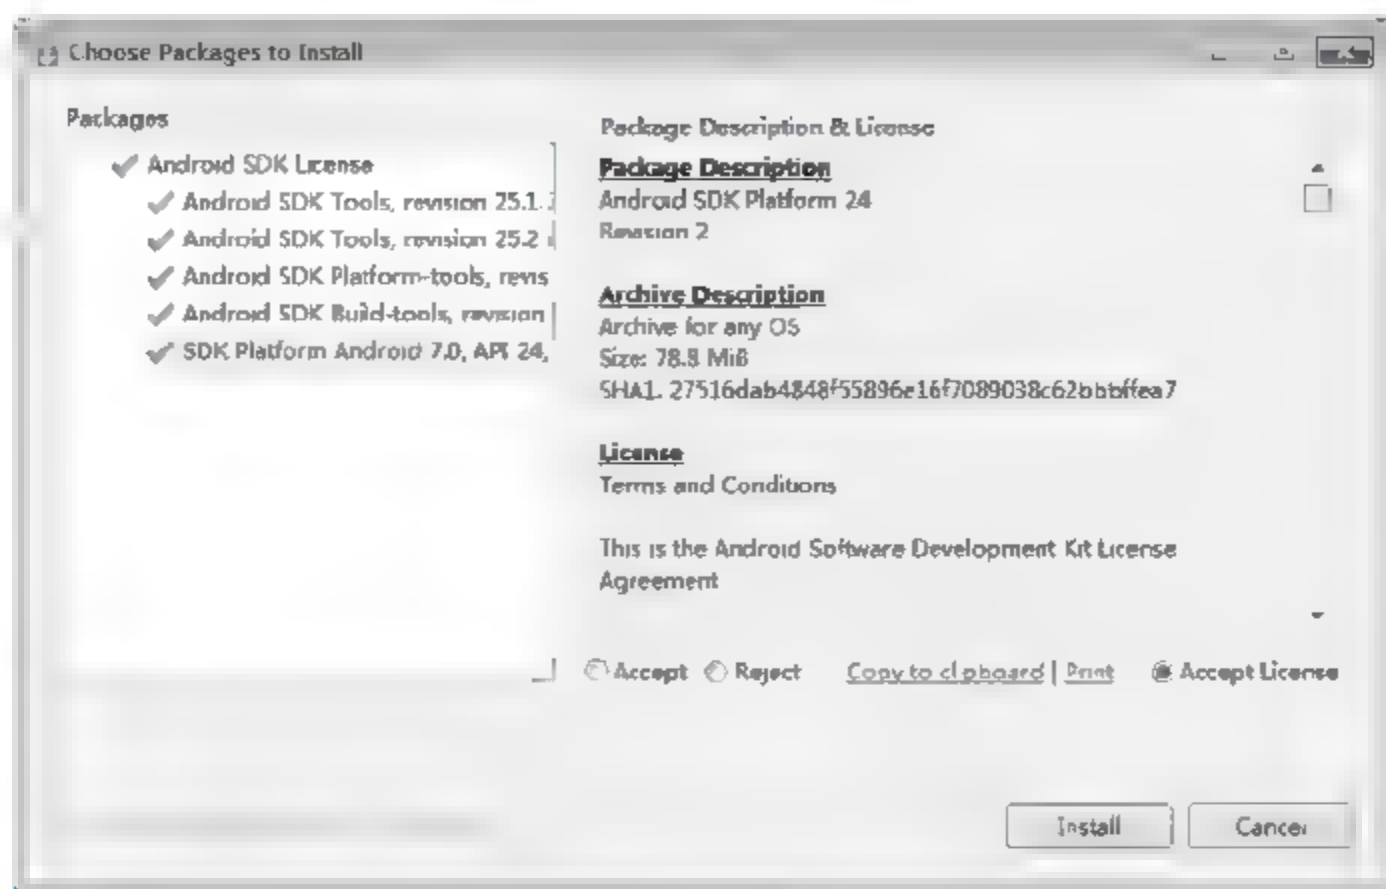 Choose Packages to Install
Packages
Android SDK License
Android SDK Tools, revision 25.1.7
Android SDK Tools, revision 25.2
Android SDK Platform-tools, revis
Android SDK Build-tools, revision
SDK Platform Android 7.0, API 24,
Package Description & License
Package Description
Android SDK Platform 24
Revision 2
Archive Description
Archive for any OS
Size: 78.8 MiB
SHA1:
License
Terms and Conditions
This is the Android Software Development Kit License
Agreement
Accept Reject Copy to clipboard | Print Accept License
Install Cancel